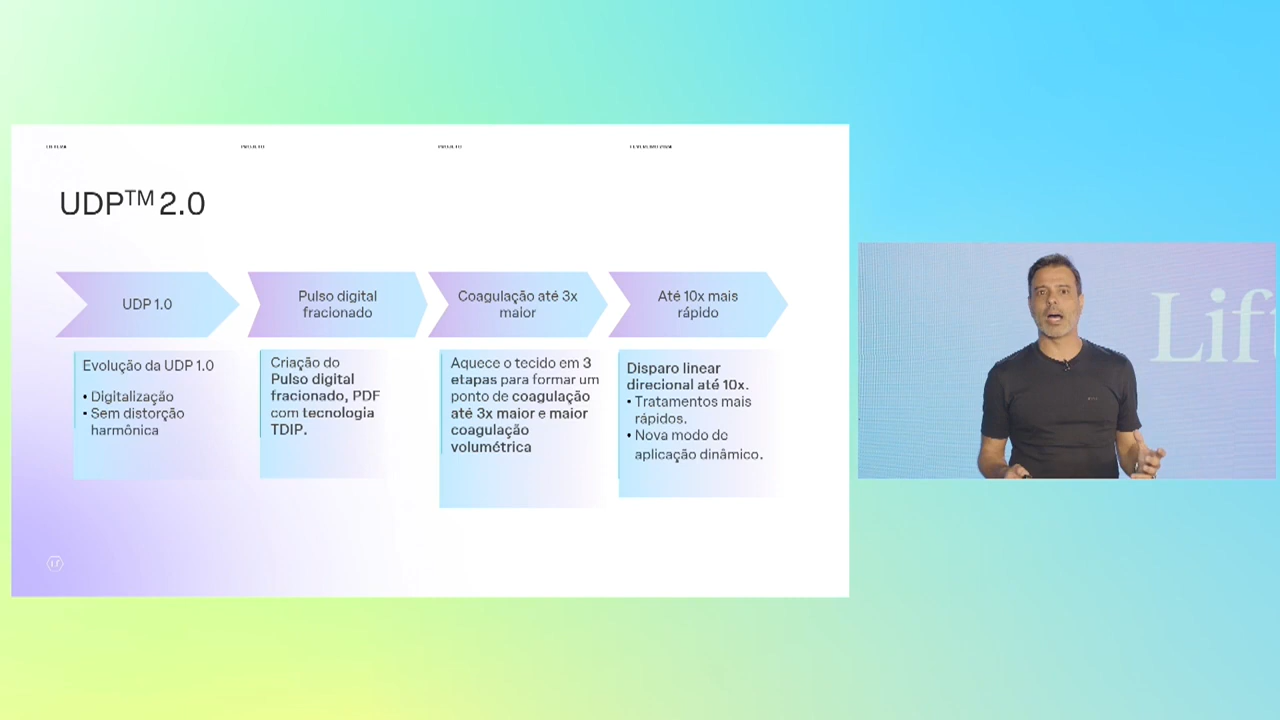 UDP™ 2.0
UDP 1.0
Pulso digital
fracionado
Coagulação até 3x
maior
Até 10x mais
rápido
Evolução da UDP 1.0
• Digitalização
• Sem distorção
harmônica
Criação do
Pulso digital
fracionado, PDF
com tecnologia
TDIP.
Aquece o tecido em 3
etapas para formar um
ponto de coagulação
até 3x maior e maior
coagulação
volumétrica
Disparo linear
direcional até 10x.
• Tratamentos mais
rápidos.
• Novo modo de
aplicação dinâmico.
Lif